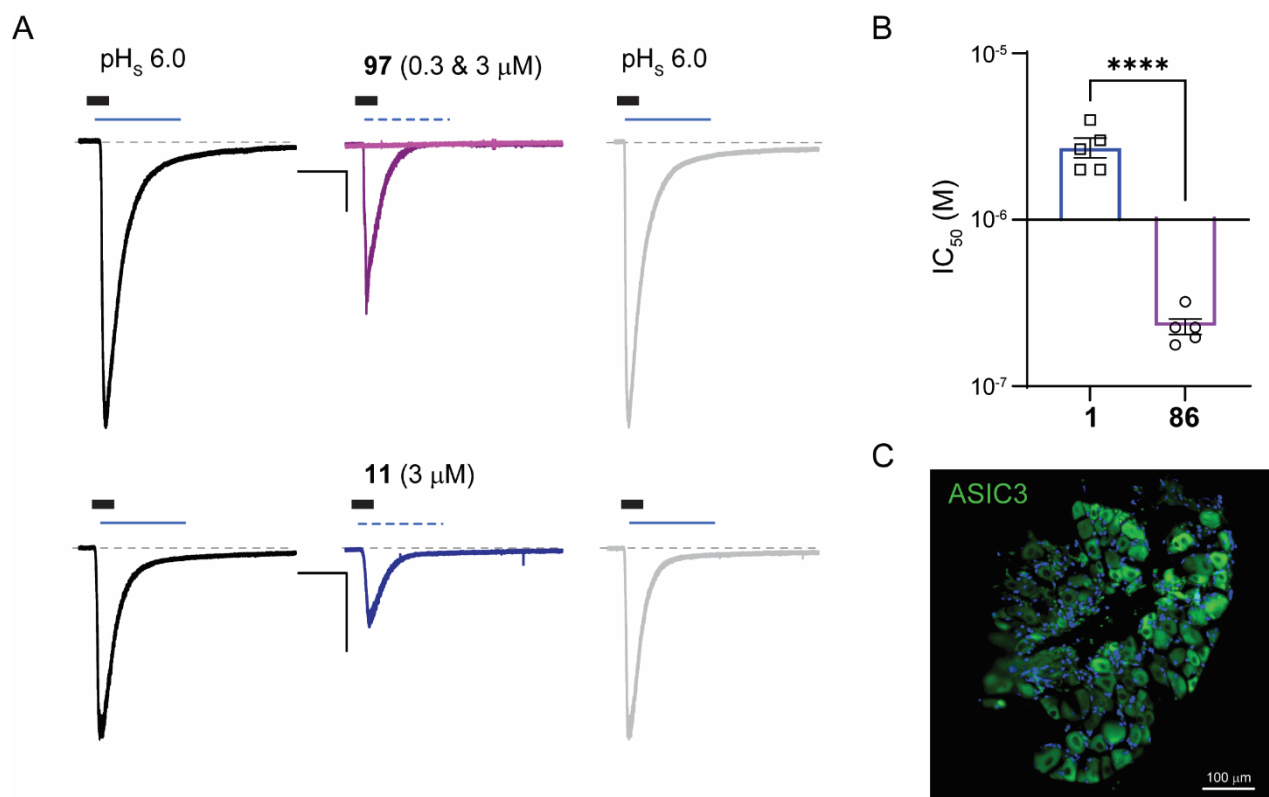 A
pHS 6.0
97 (0.3 & 3 μM)
pHS 6.0
11 (3 μM)
B
****
10-5
10-6
10-7
IC50 (M)
1
86
C
ASIC3
100 μm